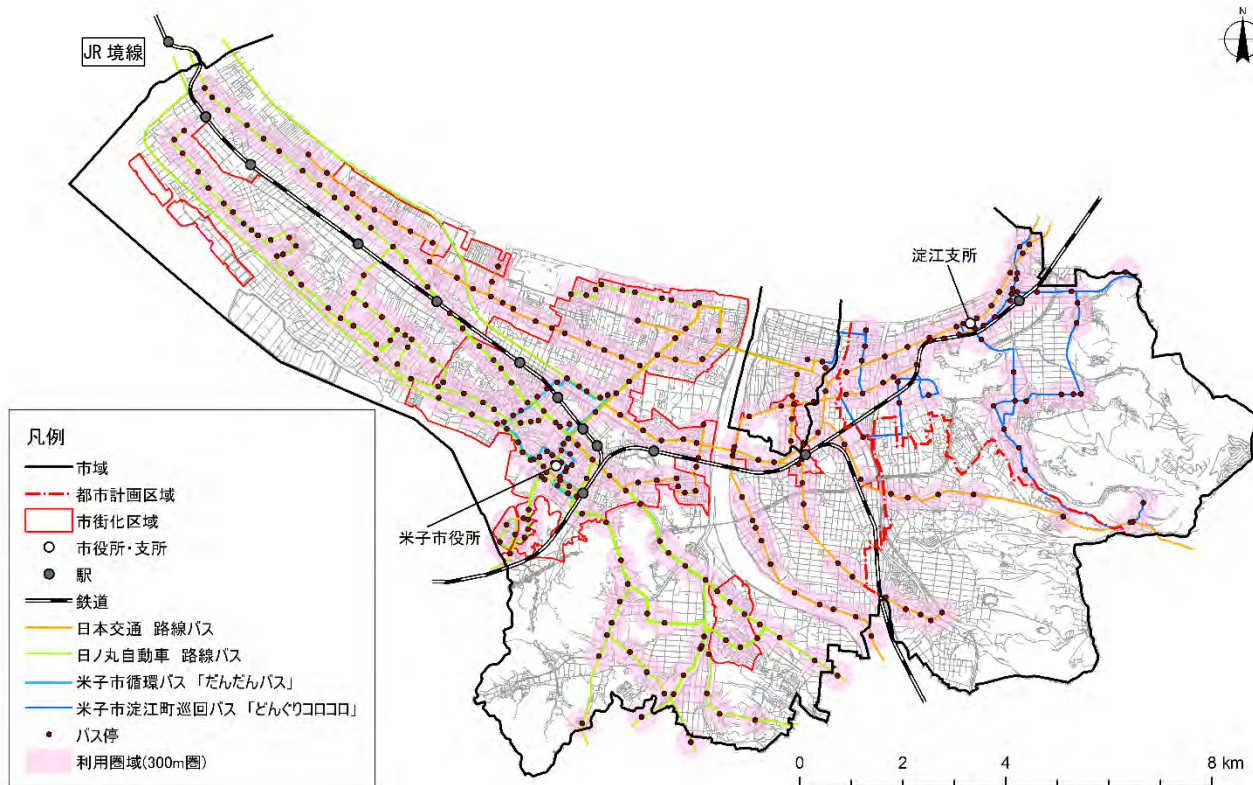 N
JR 境線
淀江支所
米子市役所
凡例
市域
都市計画区域
市街化区域
市役所・支所
駅
鉄道
日本交通 路線バス
日ノ丸自動車 路線バス
米子市循環バス 「だんだんバス」
米子市淀江町巡回バス 「どんぐりコロコロ」
バス停
利用圏域(300m圏)
0 2 4 8 km